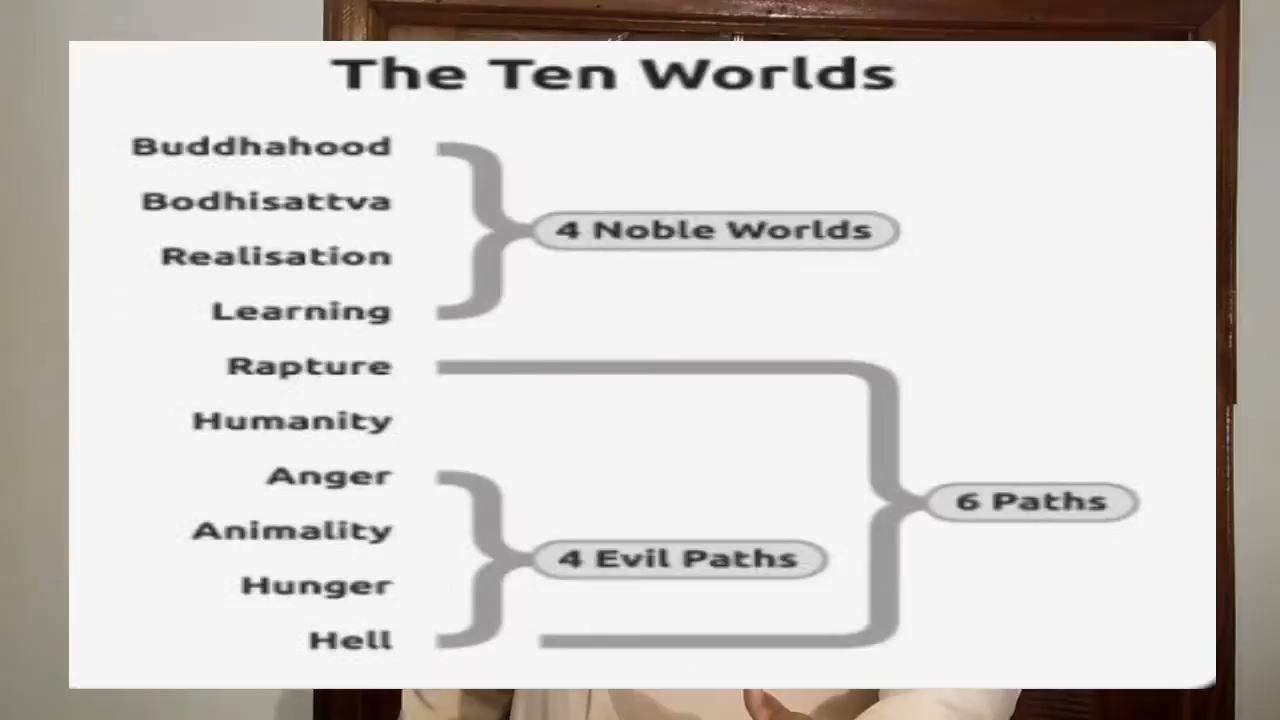 The Ten Worlds
Buddhahood
Bodhisattva
4 Noble Worlds
Realisation
Learning
Rapture
Humanity
Anger
6 Paths
Animality
4 Evil Paths
Hunger
Hell